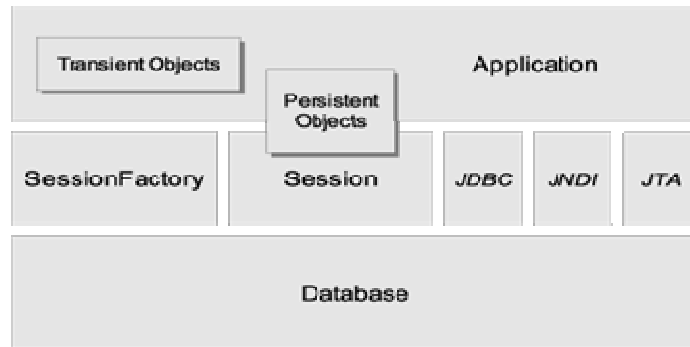 Transient Objects
Application
Persistent
Objects
SessionFactory
Session
JDBC
JNDI
JTA
Database